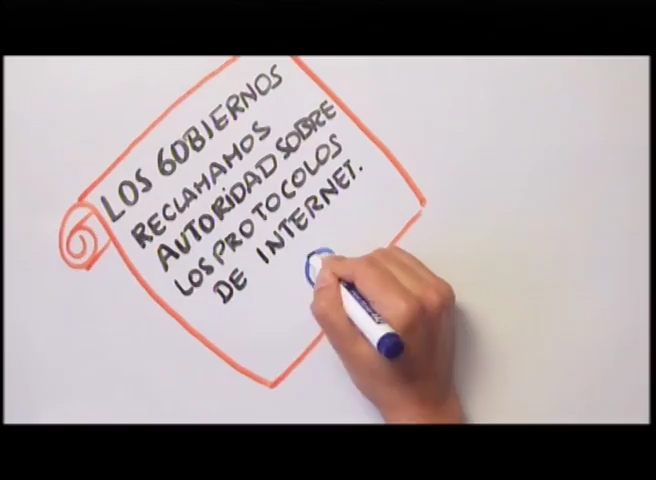 LOS GOBIERNOS
RECLAMAMOS
AUTORIDAD SOBRE
LOS PROTOCOLOS
DE INTERNET.